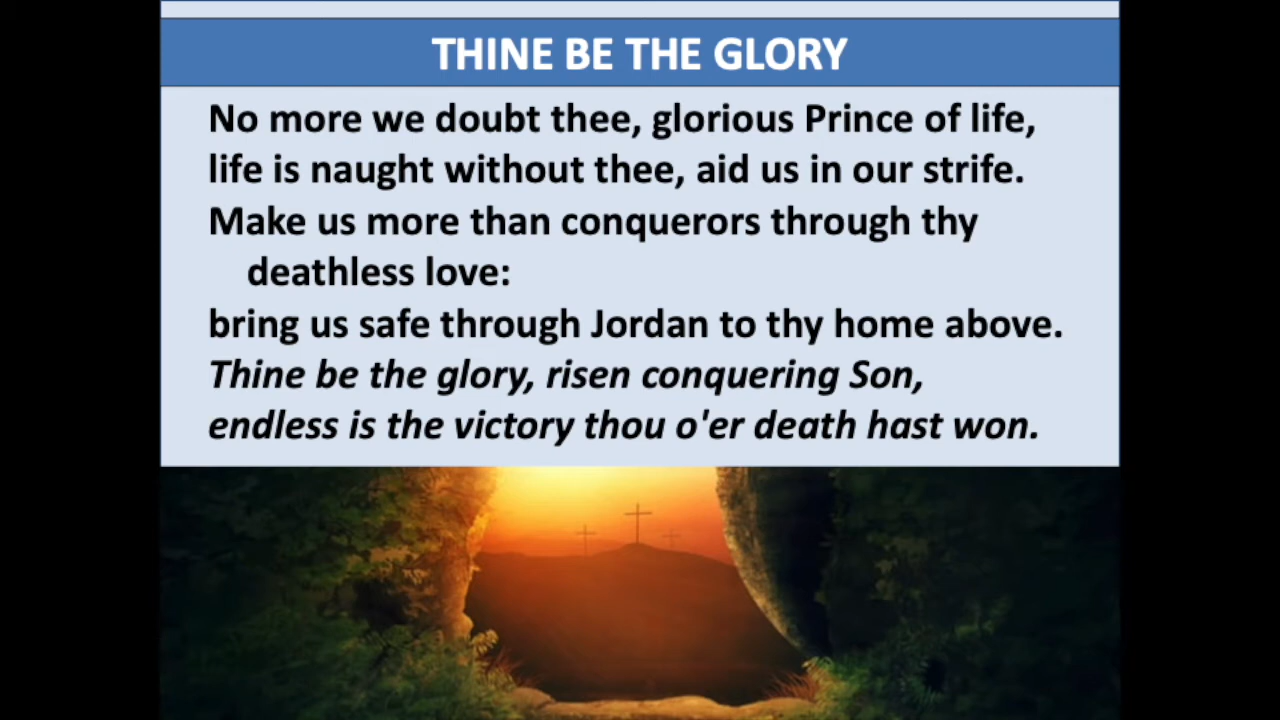 THINE BE THE GLORY
No more we doubt thee, glorious Prince of life,
life is naught without thee, aid us in our strife.
Make us more than conquerors through thy
deathless love:
bring us safe through Jordan to thy home above.
Thine be the glory, risen conquering Son,
endless is the victory thou o'er death hast won.